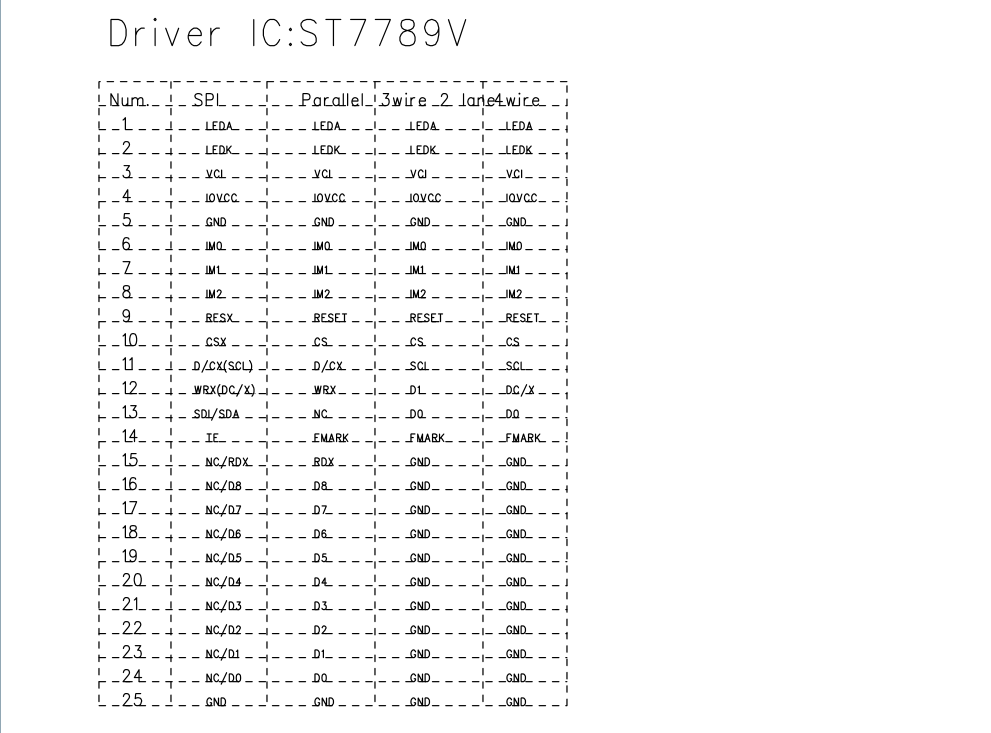 Driver IC:ST7789V
Num. SPI Parallel 3wire 2 lane 4wire
1 LEDA LEDA LEDA LEDA
2 LEDK LEDK LEDK LEDK
3 VCI VCI VCI VCI
4 IOVCC IOVCC IOVCC IOVCC
5 GND GND GND GND
6 IM0 IM0 IM0 IM0
7 IM1 IM1 IM1 IM1
8 IM2 IM2 IM2 IM2
9 RESX RESET RESET RESET
10 CSX CS CS CS
11 D/CX(SCL) D/CX SCL SCL
12 WRX(DC/X) WRX D1 DC/X
13 SDI/SDA NC D0 D0
14 TE FMARK FMARK FMARK
15 NC/RDX RDX GND GND
16 NC/D8 D8 GND GND
17 NC/D7 D7 GND GND
18 NC/D6 D6 GND GND
19 NC/D5 D5 GND GND
20 NC/D4 D4 GND GND
21 NC/D3 D3 GND GND
22 NC/D2 D2 GND GND
23 NC/D1 D1 GND GND
24 NC/D0 D0 GND GND
25 GND GND GND GND